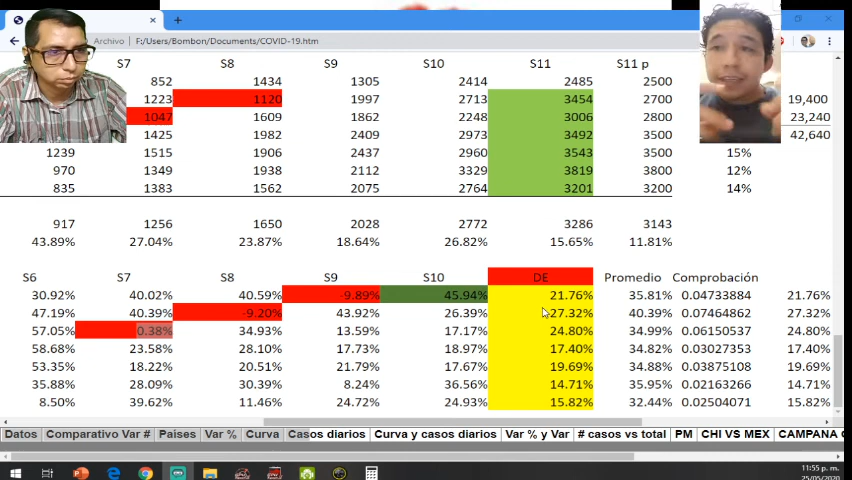 Archivo F:/Users/Bombon/Documents/COVID-19.htm
S7 S8 S9 S10 S11 S11 p
852 1434 1305 2414 2485 2500
1223 1120 1997 2713 3454 2700 19,400
1047 1609 1862 2248 3006 2800 23,240
1425 1982 2409 2973 3492 3500 42,640
1239 1515 1906 2437 2960 3543 3500 15%
970 1349 1938 2112 3329 3819 3800 12%
835 1383 1562 2075 2764 3201 3200 14%
917 1256 1650 2028 2772 3286 3143
43.89% 27.04% 23.87% 18.64% 26.82% 15.65% 11.81%
S6 S7 S8 S9 S10 DE Promedio Comprobación
30.92% 40.02% 40.59% -9.89% 45.94% 21.76% 35.81% 0.04733884 21.76%
47.19% 40.39% -9.20% 43.92% 26.39% 27.32% 40.39% 0.07464862 27.32%
57.05% 0.38% 34.93% 13.59% 17.17% 24.80% 34.99% 0.06150537 24.80%
58.68% 23.58% 28.10% 17.73% 18.97% 17.40% 34.82% 0.03027353 17.40%
53.35% 18.22% 20.51% 21.79% 17.67% 19.69% 34.88% 0.03875108 19.69%
35.88% 28.09% 30.39% 8.24% 36.56% 14.71% 35.95% 0.02163266 14.71%
8.50% 39.62% 11.46% 24.72% 24.93% 15.82% 32.44% 0.02504071 15.82%
Datos Comparativo Var # Paises Var % Curva Casos diarios Curva y casos diarios Var % y Var # casos vs total PM CHI VS MEX CAMPANA
11:55 p. m.
25/05/2020